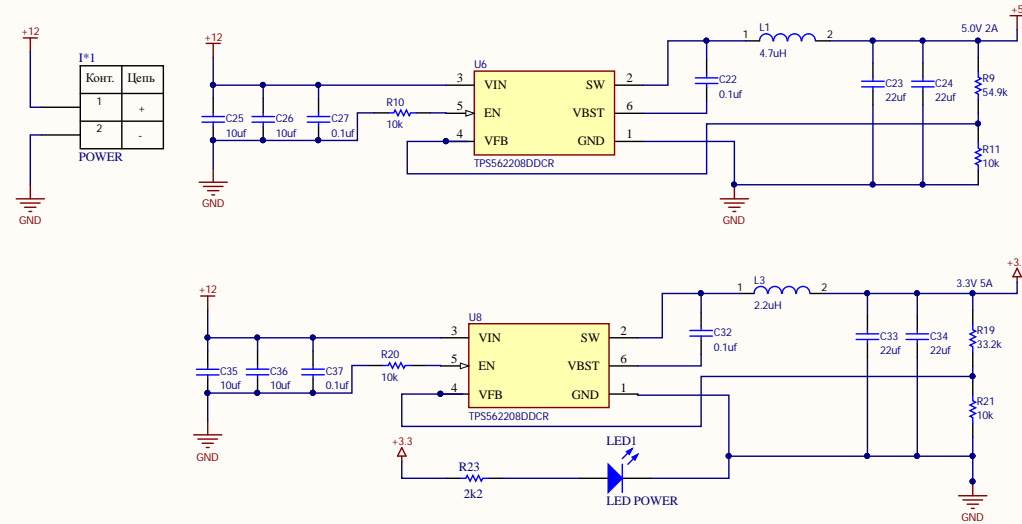 +12
I*1
Конт. Цепь
1 +
2 -
POWER
GND
+12
C25
10uf
C26
10uf
C27
0.1uf
GND
R10
10k
U6
3 VIN
5 EN
4 VFB
SW 2
VBST 6
GND 1
TPS562208DDCR
C22
0.1uf
1 L1 2
4.7uH
GND
C23
22uf
C24
22uf
5.0V 2A
+5
R9
54.9k
R11
10k
+12
C35
10uf
C36
10uf
C37
0.1uf
GND
R20
10k
U8
3 VIN
5 EN
4 VFB
SW 2
VBST 6
GND 1
TPS562208DDCR
C32
0.1uf
1 L3 2
2.2uH
C33
22uf
C34
22uf
3.3V 5A
+3.
R19
33.2k
R21
10k
GND
+3.3
R23
2k2
LED1
LED POWER